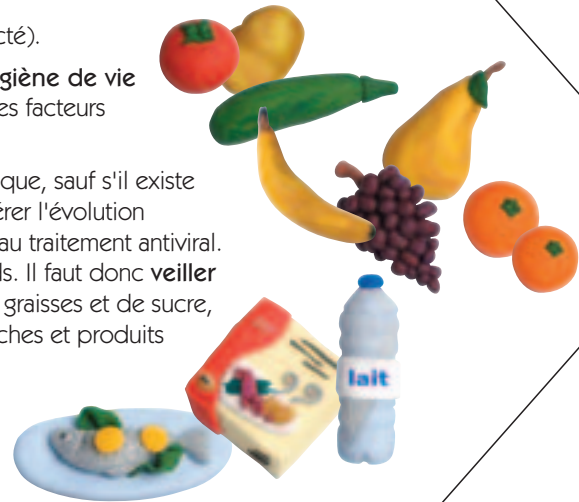 cté).
giène de vie
es facteurs
que, sauf s'il existe
érer l'évolution
au traitement antiviral.
ls. Il faut donc veiller
graisses et de sucre,
ches et produits
lait